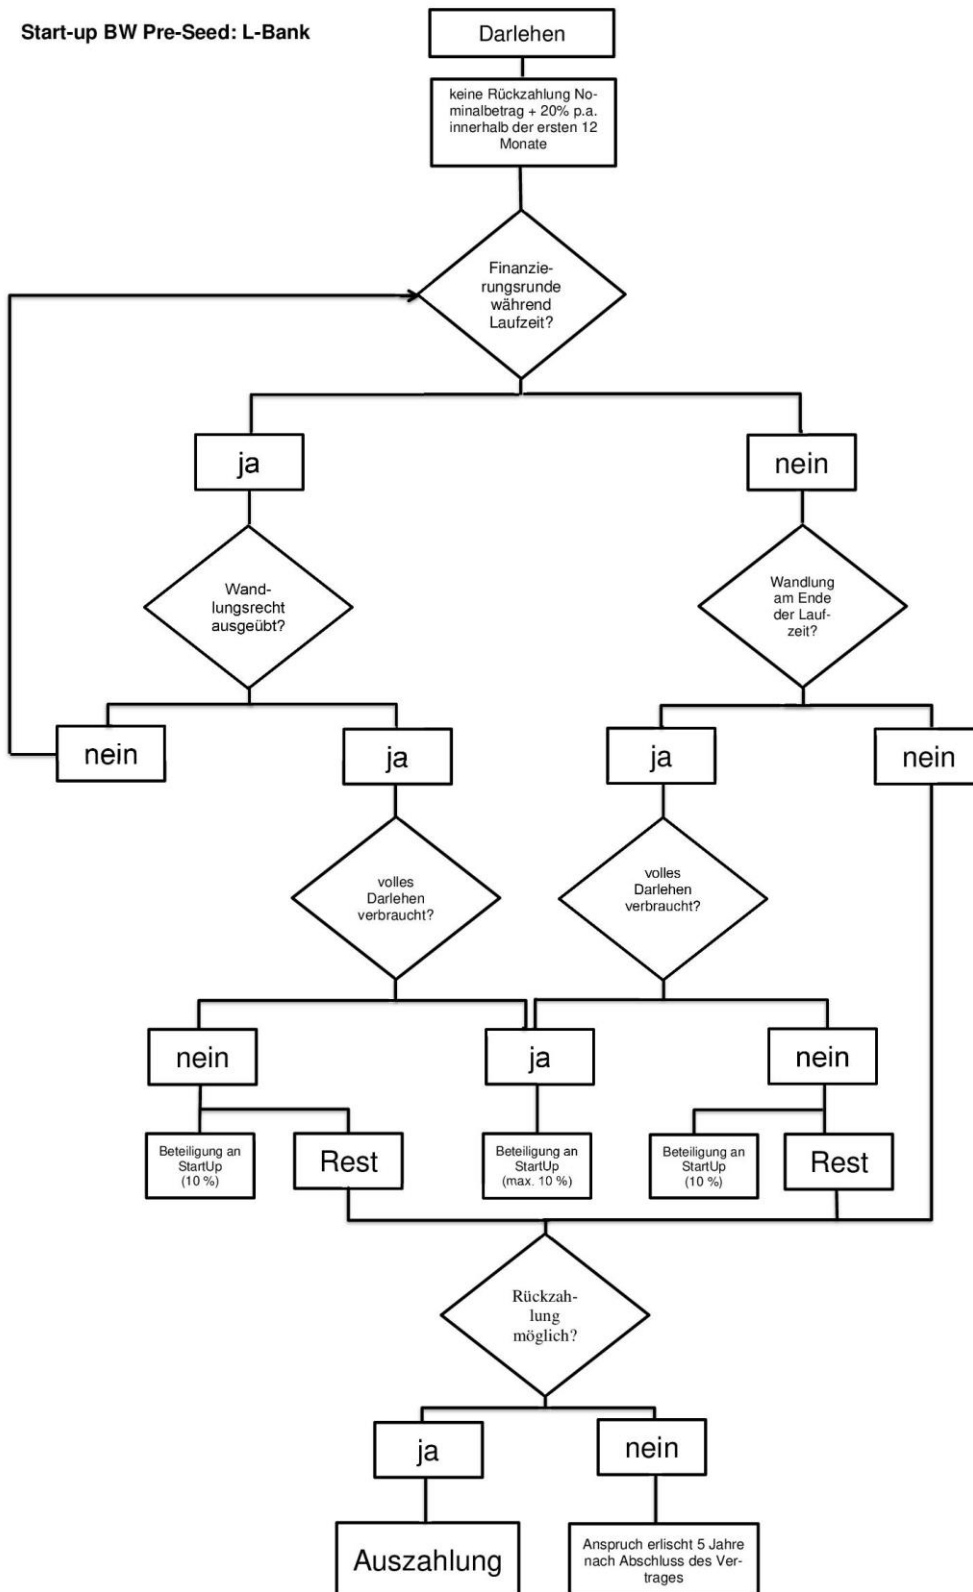 Start-up BW Pre-Seed: L-Bank
Darlehen
keine Rückzahlung No-
minalbetrag + 20% p.a.
innerhalb der ersten 12
Monate
Finanzie-
rungsrunde
während
Laufzeit?
ja
nein
Wand-
lungsrecht
ausgeübt?
Wandlung
am Ende
der Lauf-
zeit?
nein
ja
ja
nein
volles
Darlehen
verbraucht?
volles
Darlehen
verbraucht?
nein
ja
nein
Beteiligung an
StartUp
(10 %)
Rest
Beteiligung an
StartUp
(max. 10 %)
Beteiligung an
StartUp
(10 %)
Rest
Rückzah-
lung
möglich?
ja
nein
Auszahlung
Anspruch erlischt 5 Jahre
nach Abschluss des Ver-
trages